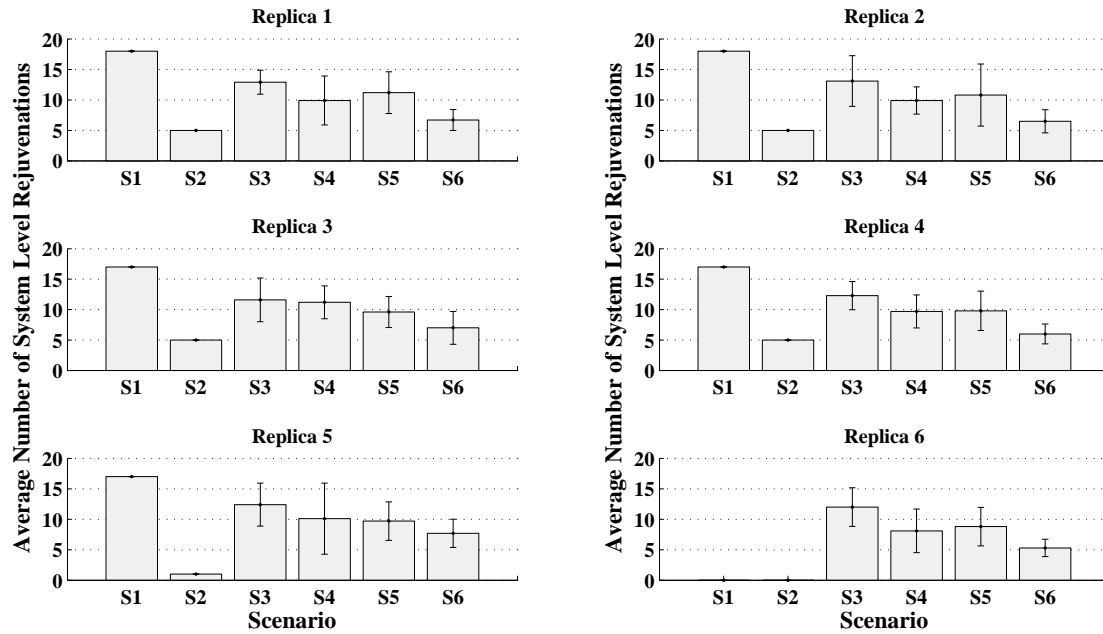 Replica 1
20
15
10
5
0
S1 S2 S3 S4 S5 S6
Replica 2
20
15
10
5
0
S1 S2 S3 S4 S5 S6
Replica 3
20
15
10
5
0
S1 S2 S3 S4 S5 S6
Replica 4
20
15
10
5
0
S1 S2 S3 S4 S5 S6
Replica 5
20
15
10
5
0
S1 S2 S3 S4 S5 S6
Replica 6
20
15
10
5
0
S1 S2 S3 S4 S5 S6
Average Number of System Level Rejuvenations
Average Number of System Level Rejuvenations
Scenario
Scenario